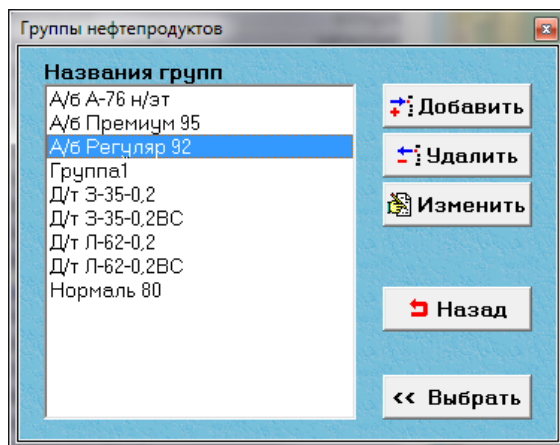 Группы нефтепродуктов
Названия групп
А/б А-76 н/эт
А/б Премиум 95
А/б Регуляр 92
Группа1
Д/т З-35-0,2
Д/т З-35-0,2ВС
Д/т Л-62-0,2
Д/т Л-62-0,2ВС
Нормаль 80
Добавить
Удалить
Изменить
Назад
<< Выбрать